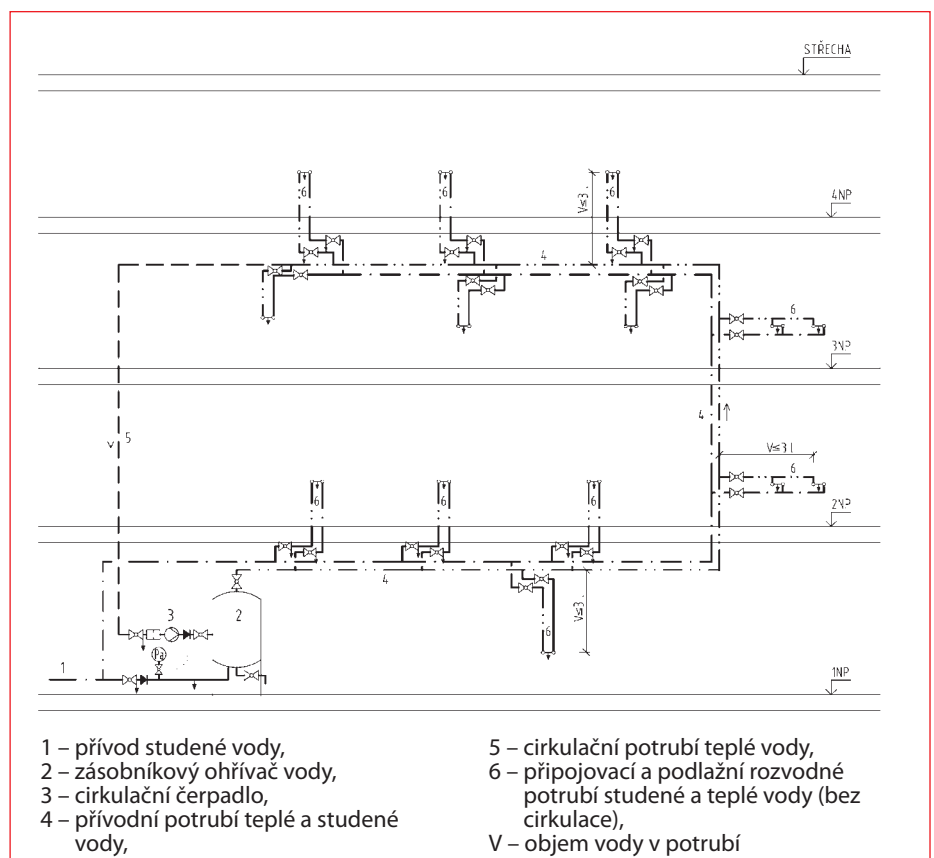 STŘECHA
6
6
V≤3
6
4NP
4
6
3NP
5
4
V≤3 l
6
6
6
6
2NP
4
3
2
V≤3
6
Pa
1
1NP
1 – přívod studené vody,
2 – zásobníkový ohřívač vody,
3 – cirkulační čerpadlo,
4 – přívodní potrubí teplé a studené
vody,
5 – cirkulační potrubí teplé vody,
6 – připojovací a podlažní rozvodné
potrubí studené a teplé vody (bez
cirkulace),
V – objem vody v potrubí